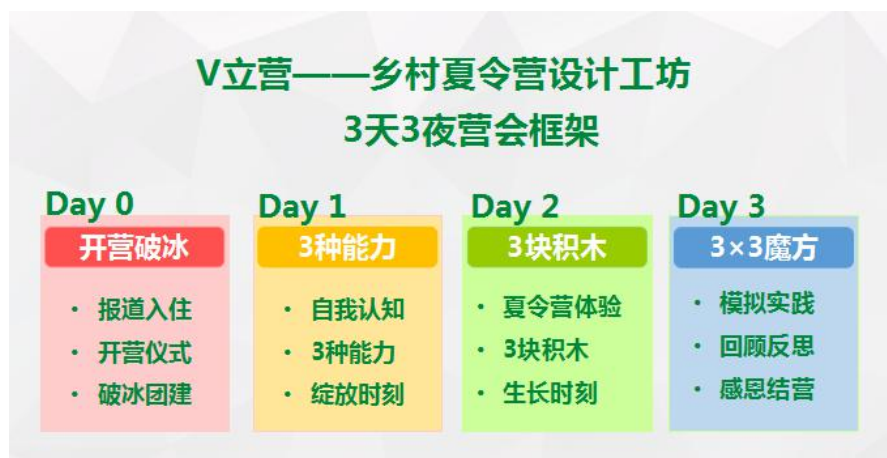 V立营——乡村夏令营设计工坊
3天3夜营会框架
Day 0
开营破冰
• 报道入住
• 开营仪式
• 破冰团建
Day 1
3种能力
• 自我认知
• 3种能力
• 绽放时刻
Day 2
3块积木
• 夏令营体验
• 3块积木
• 生长时刻
Day 3
3×3魔方
• 模拟实践
• 回顾反思
• 感恩结营